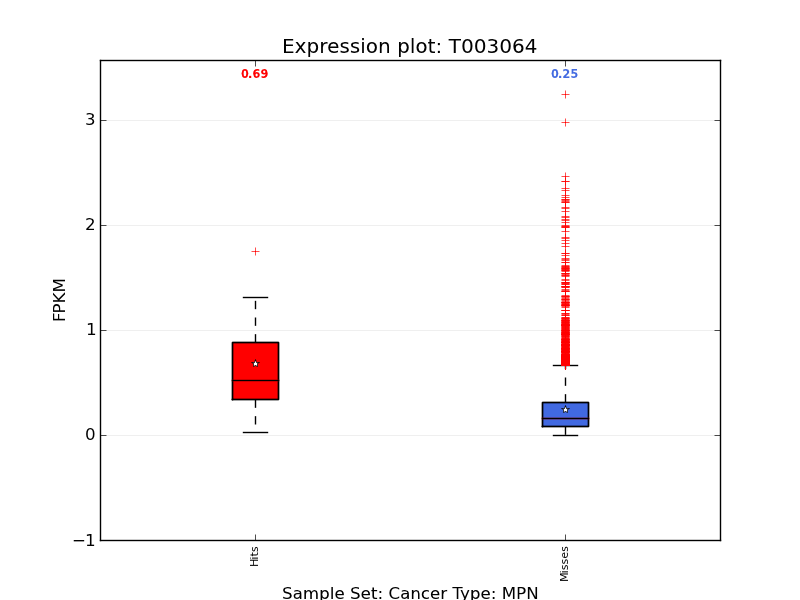 Expression plot: T003064
0.69
0.25
3
2
1
0
−1
FPKM
Hits
Misses
Sample Set: Cancer Type: MPN